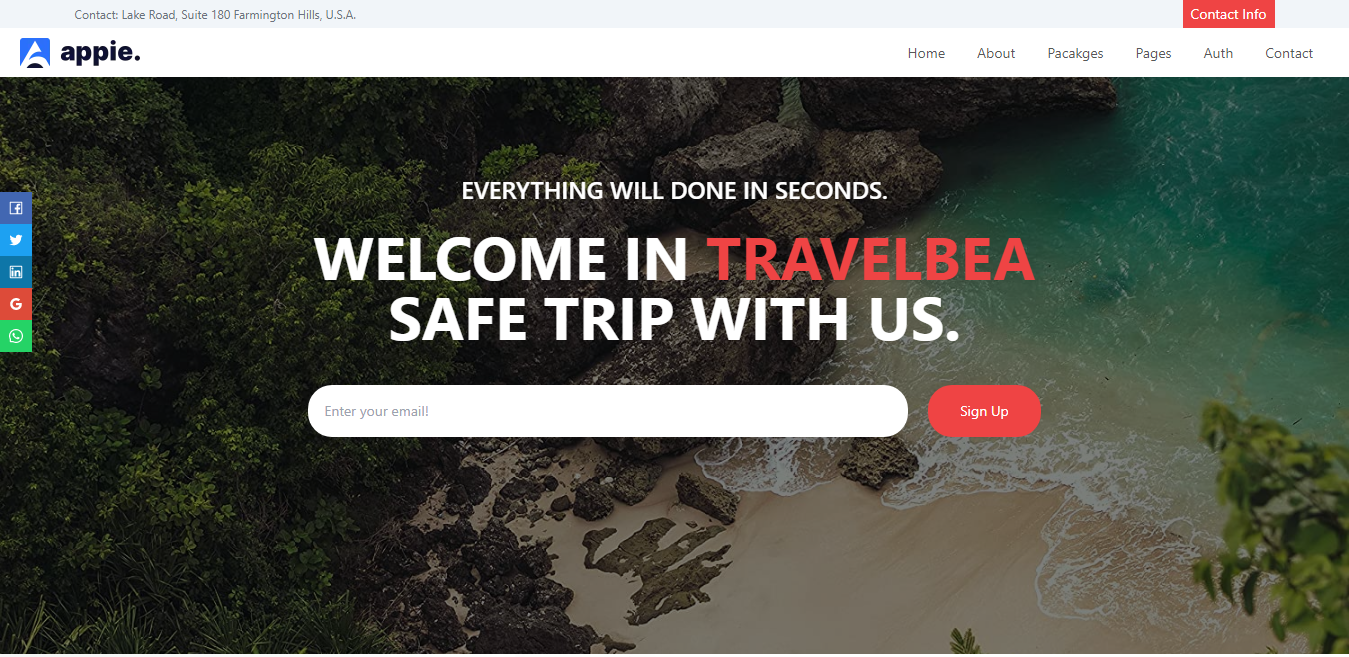 Contact: Lake Road, Suite 180 Farmington Hills, U.S.A.
Contact Info
appie.
Home About Pacakges Pages Auth Contact
EVERYTHING WILL DONE IN SECONDS.
WELCOME IN TRAVELBEA
SAFE TRIP WITH US.
Enter your email!
Sign Up